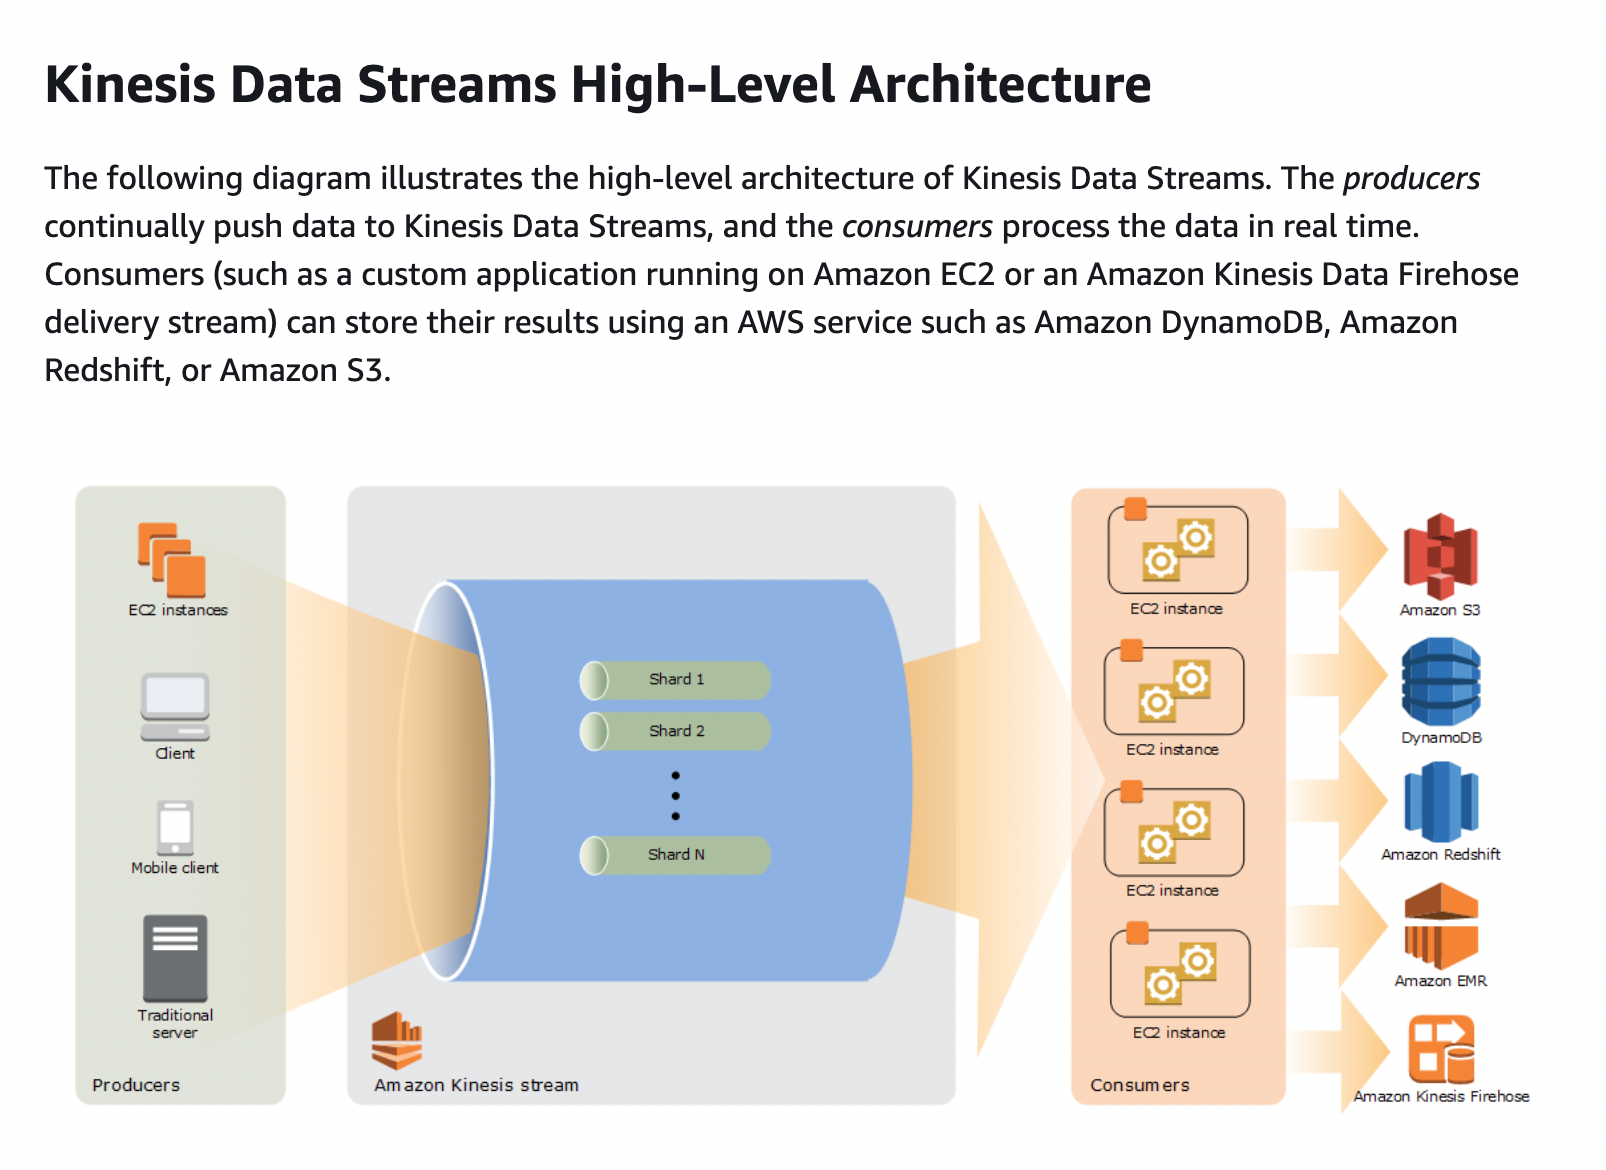 Kinesis Data Streams High-Level Architecture
The following diagram illustrates the high-level architecture of Kinesis Data Streams. The producers
continually push data to Kinesis Data Streams, and the consumers process the data in real time.
Consumers (such as a custom application running on Amazon EC2 or an Amazon Kinesis Data Firehose
delivery stream) can store their results using an AWS service such as Amazon DynamoDB, Amazon
Redshift, or Amazon S3.
EC2 instances
Client
Mobile client
Traditional
server
Producers
Shard 1
Shard 2
Shard N
Amazon Kinesis stream
EC2 instance
EC2 instance
EC2 instance
EC2 instance
Consumers
Amazon S3
DynamoDB
Amazon Redshift
Amazon EMR
Amazon Kinesis Firehose